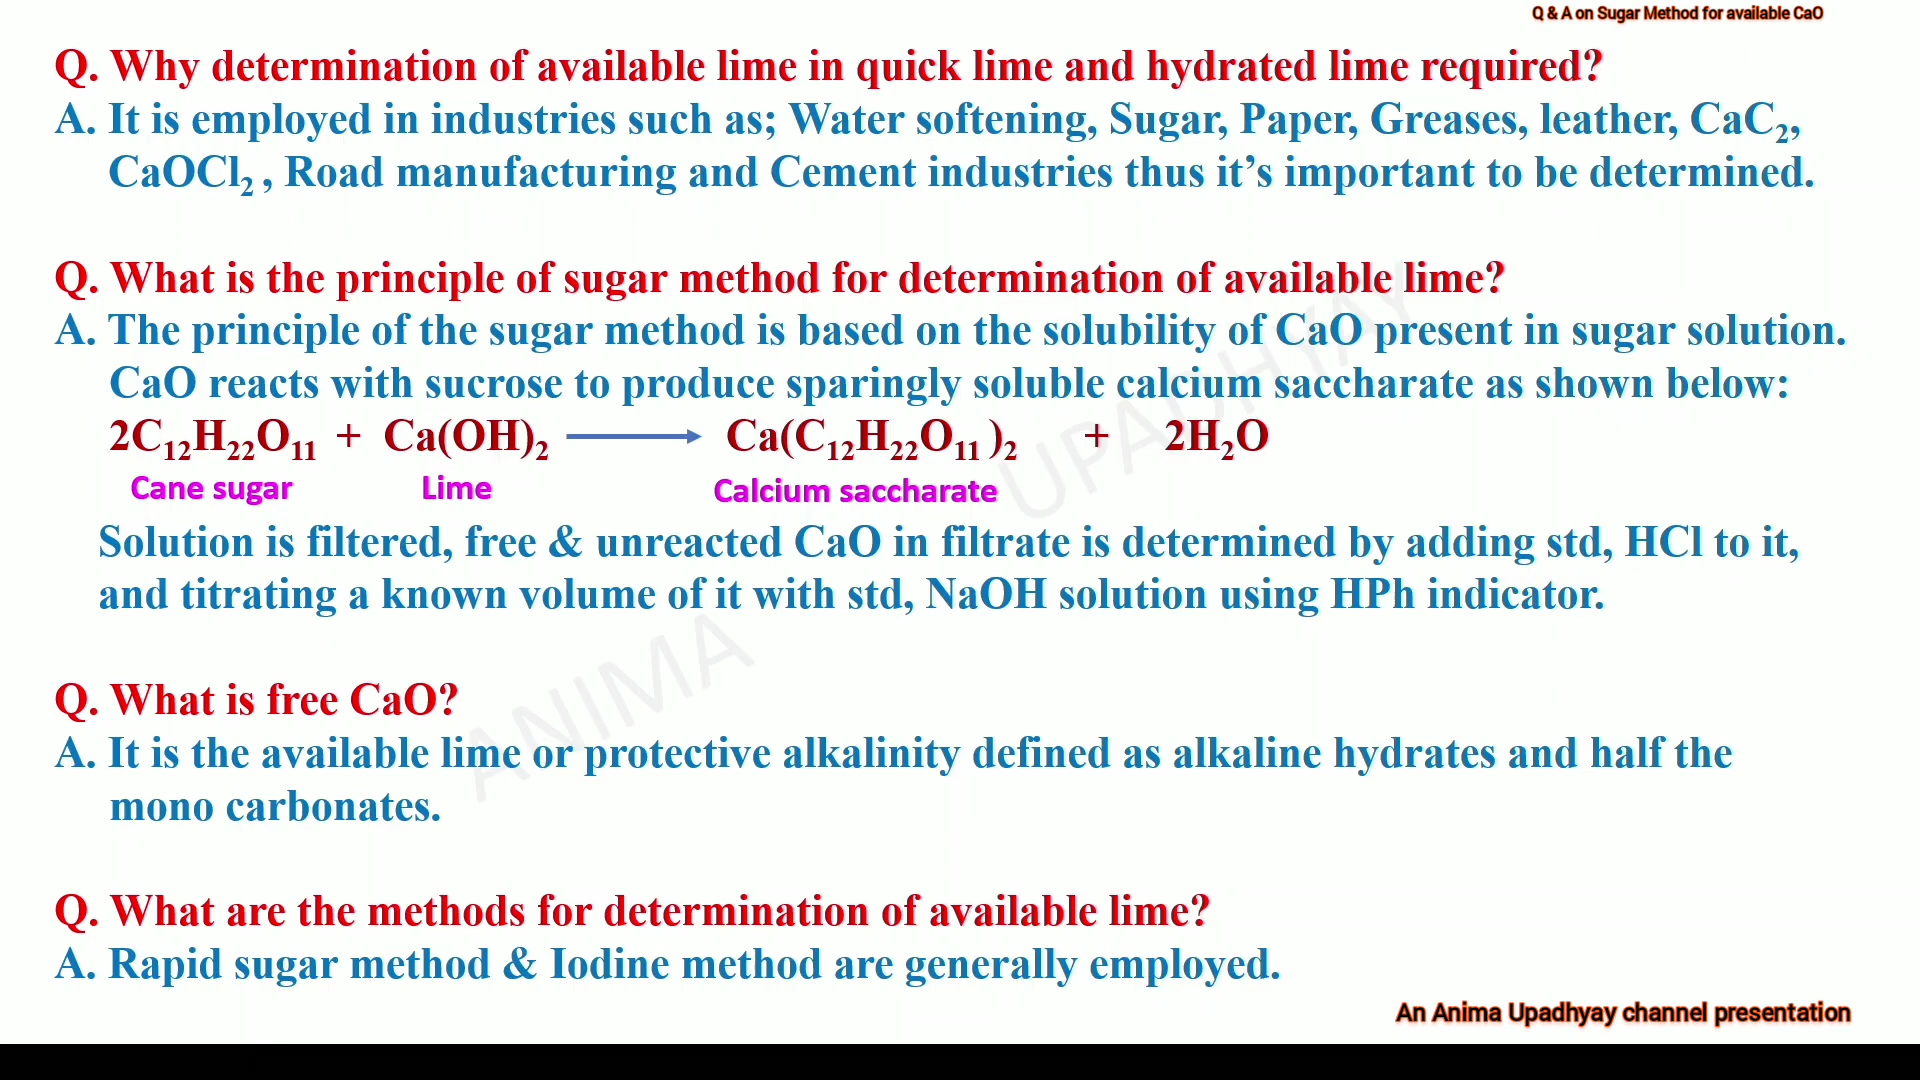 Q & A on Sugar Method for available CaO
Q. Why determination of available lime in quick lime and hydrated lime required?
A. It is employed in industries such as; Water softening, Sugar, Paper, Greases, leather, CaC₂,
CaOCl₂ , Road manufacturing and Cement industries thus it’s important to be determined.
Q. What is the principle of sugar method for determination of available lime?
A. The principle of the sugar method is based on the solubility of CaO present in sugar solution.
CaO reacts with sucrose to produce sparingly soluble calcium saccharate as shown below:
2C₁₂H₂₂O₁₁ + Ca(OH)₂ ⟶ Ca(C₁₂H₂₂O₁₁ )₂ + 2H₂O
Cane sugar Lime Calcium saccharate
Solution is filtered, free & unreacted CaO in filtrate is determined by adding std, HCl to it,
and titrating a known volume of it with std, NaOH solution using HPh indicator.
Q. What is free CaO?
A. It is the available lime or protective alkalinity defined as alkaline hydrates and half the
mono carbonates.
Q. What are the methods for determination of available lime?
A. Rapid sugar method & Iodine method are generally employed.
An Anima Upadhyay channel presentation
ANIMA UPADHYAY